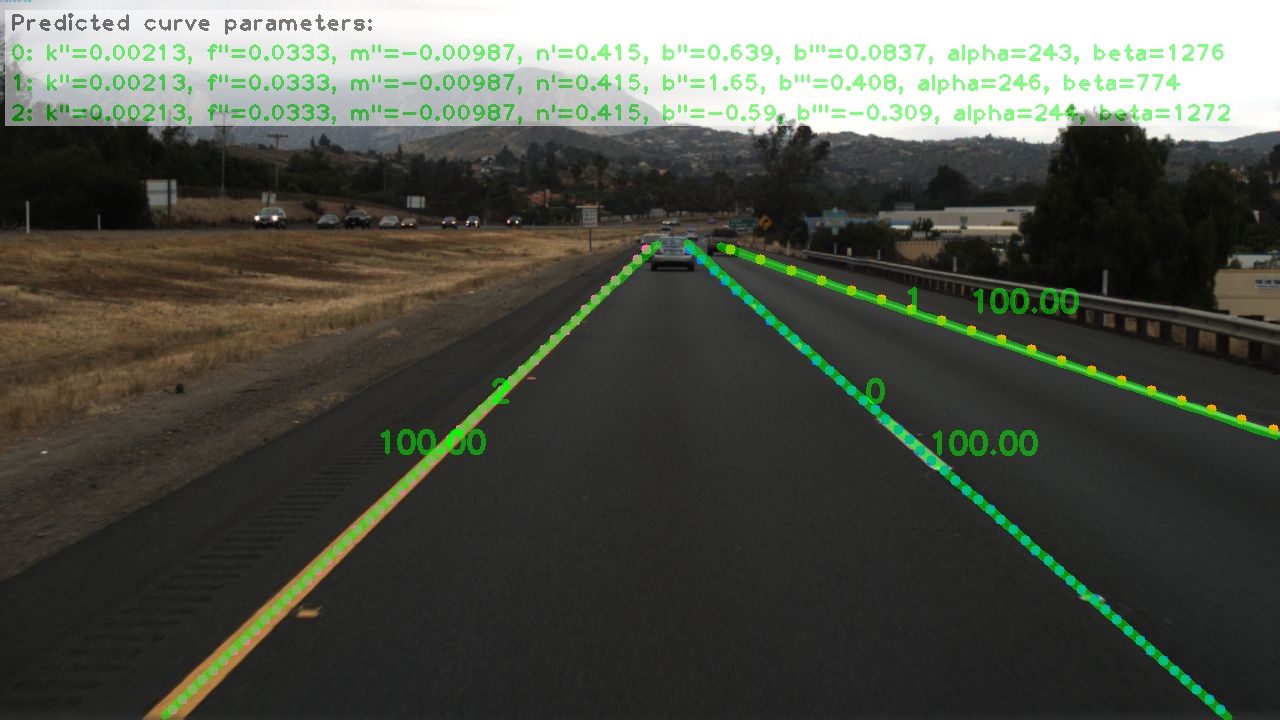 Predicted curve parameters:
0: k''=0.00213, f''=0.0333, m''=-0.00987, n'=0.415, b''=0.639, b'''=0.0837, alpha=243, beta=1276
1: k''=0.00213, f''=0.0333, m''=-0.00987, n'=0.415, b''=1.65, b'''=0.408, alpha=246, beta=774
2: k''=0.00213, f''=0.0333, m''=-0.00987, n'=0.415, b''=-0.59, b'''=-0.309, alpha=244, beta=1272
1 100.00
2
0
100.00
100.00